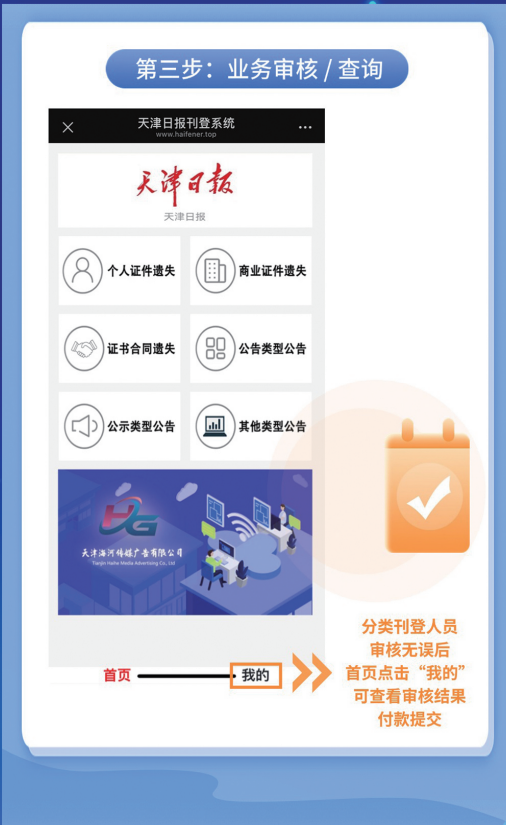 第三步：业务审核 / 查询
天津日报刊登系统
www.haifener.top
天津日报
天津日报
个人证件遗失
商业证件遗失
证书合同遗失
公告类型公告
公示类型公告
其他类型公告
天津海河传媒广告有限公司
Tianjin Haihe Media Advertising Co., Ltd
分类刊登人员
审核无误后
首页点击“我的”
可查看审核结果
付款提交
首页
我的